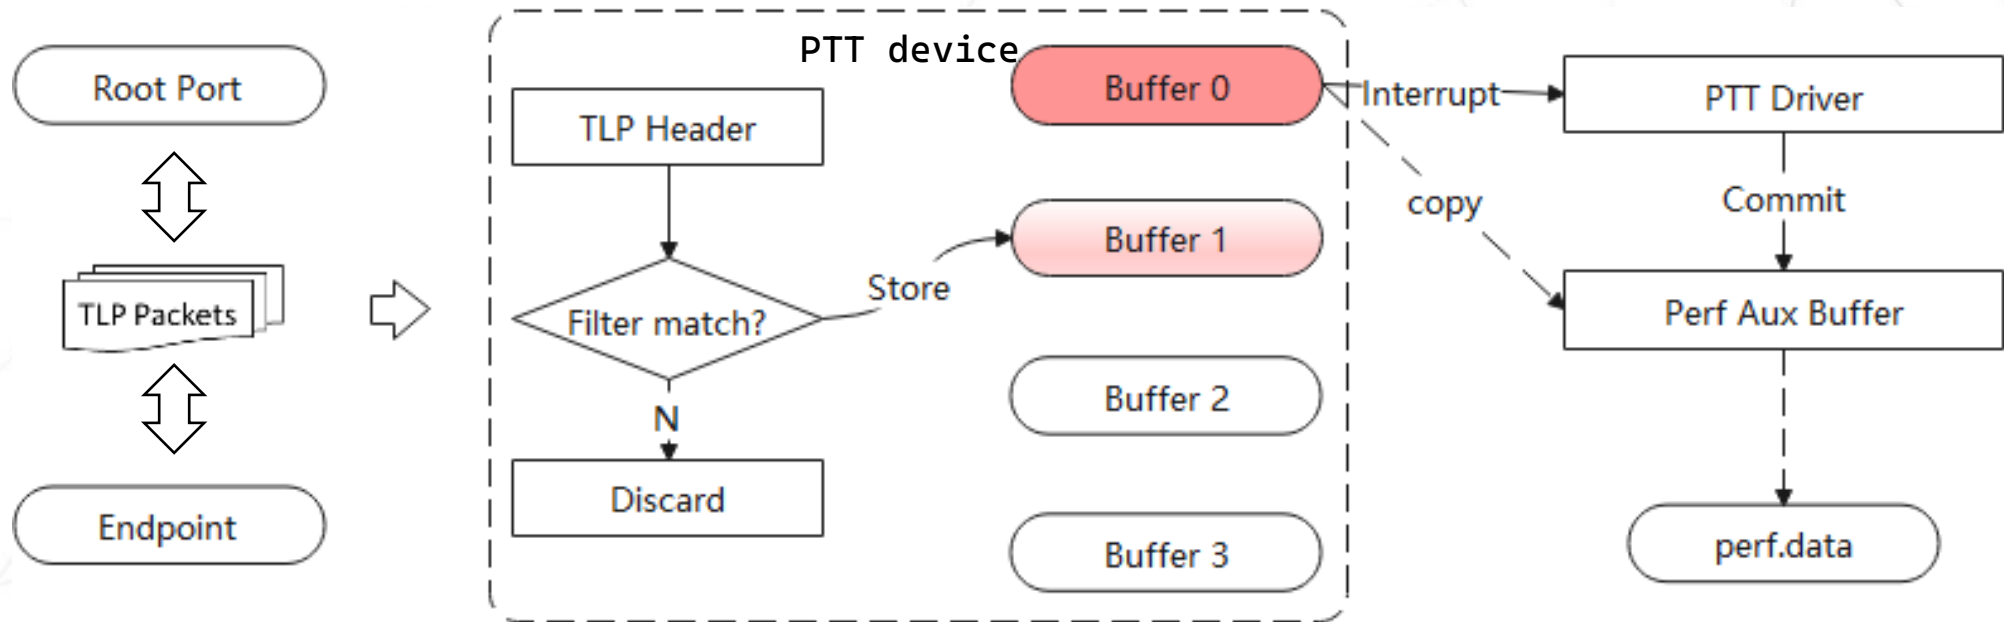 Root Port
TLP Packets
Endpoint
PTT device
TLP Header
Filter match?
N
Discard
Store
Buffer 0
Buffer 1
Buffer 2
Buffer 3
Interrupt
copy
PTT Driver
Commit
Perf Aux Buffer
perf.data